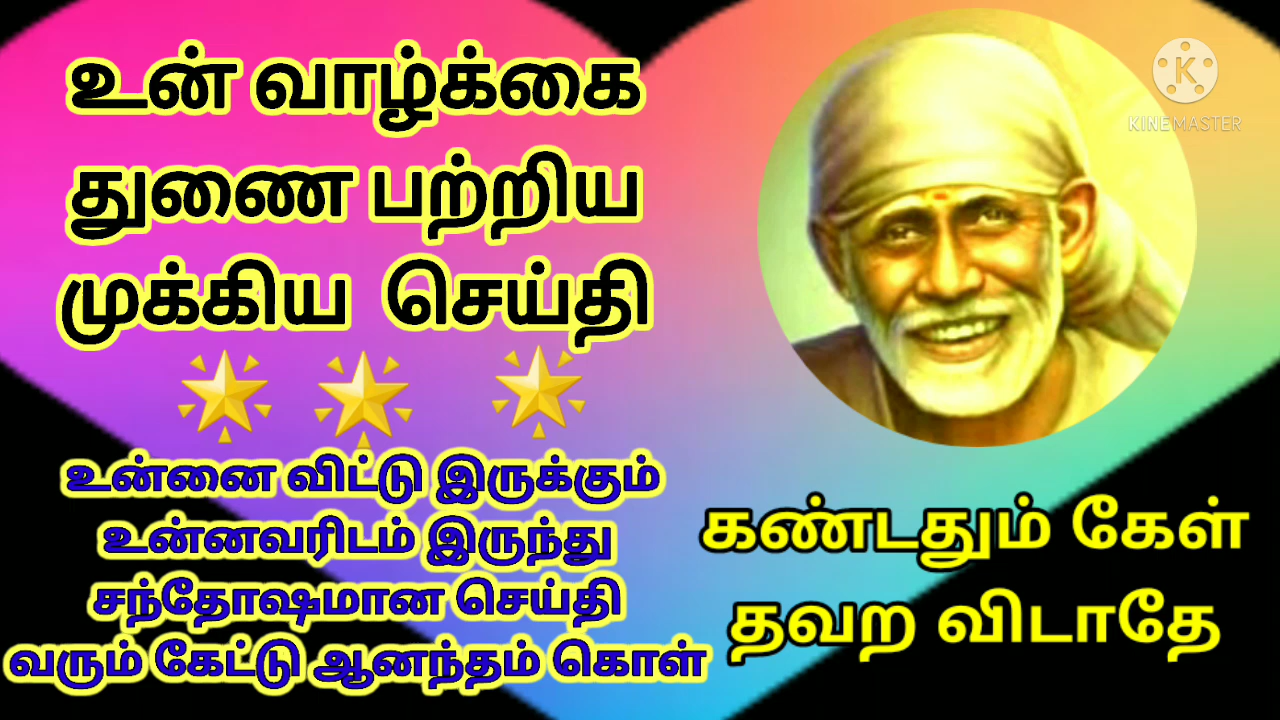 உன் வாழ்க்கை
துணை பற்றிய
முக்கிய செய்தி
உன்னை விட்டு இருக்கும்
உன்னவரிடம் இருந்து
சந்தோஷமான செய்தி
வரும் கேட்டு ஆனந்தம் கொள்
K
KINEMASTER
கண்டதும் கேள்
தவற விடாதே